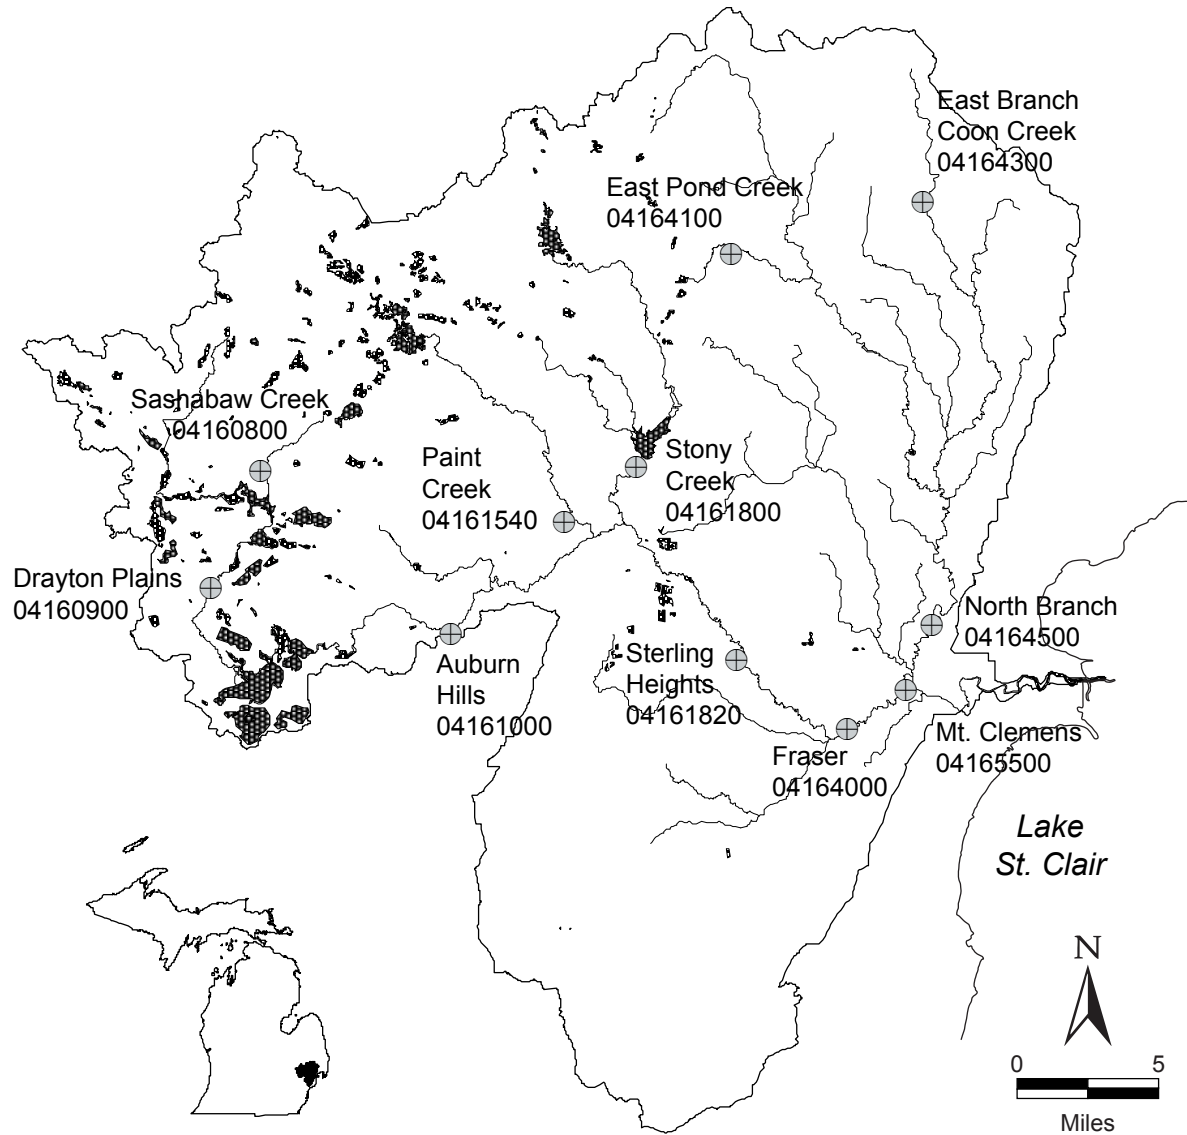 East Branch
Coon Creek
04164300
East Pond Creek
04164100
Sashabaw Creek
04160800
Paint
Creek
04161540
Stony
Creek
04161800
Drayton Plains
04160900
North Branch
04164500
Auburn
Hills
04161000
Sterling
Heights
04161820
Fraser
04164000
Mt. Clemens
04165500
Lake
St. Clair
N
0 5
Miles